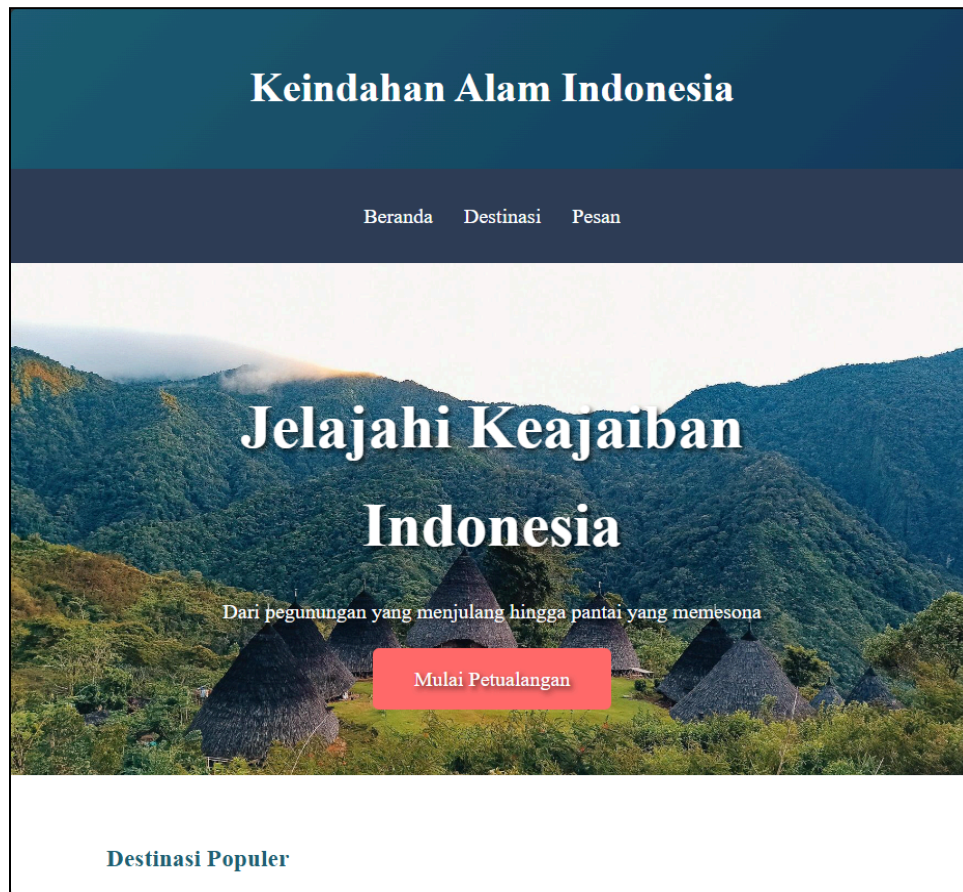 Keindahan Alam Indonesia
Beranda Destinasi Pesan
Jelajahi Keajaiban
Indonesia
Dari pegunungan yang menjulang hingga pantai yang memesona
Mulai Petualangan
Destinasi Populer